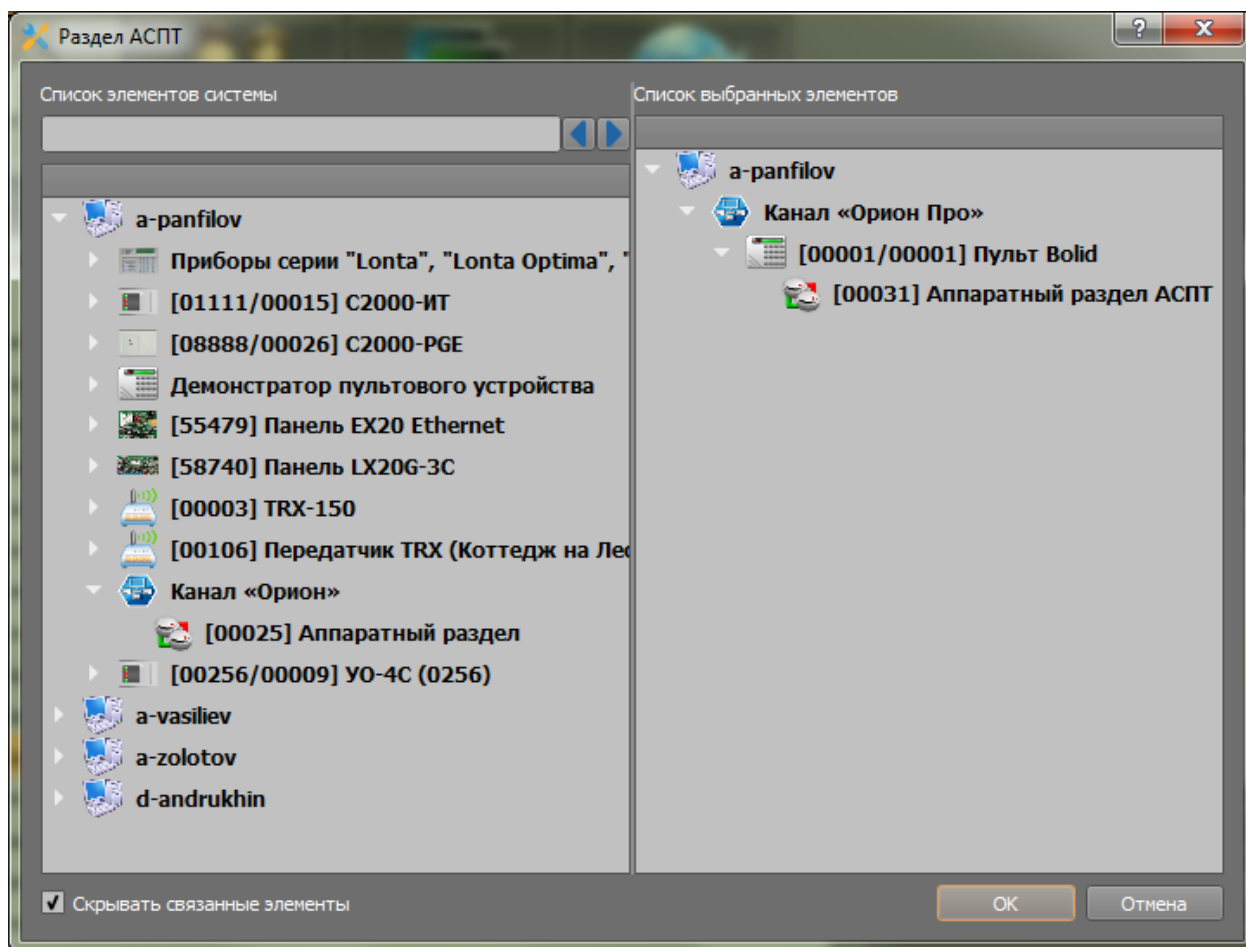 Раздел АСПТ
?
Список элементов системы
Список выбранных элементов
a-panfilov
Приборы серии "Lonta", "Lonta Optima", "
[01111/00015] С2000-ИТ
[08888/00026] С2000-PGE
Демонстратор пультового устройства
[55479] Панель EX20 Ethernet
[58740] Панель LX20G-3С
[00003] TRX-150
[00106] Передатчик TRX (Коттедж на Лес
Канал «Орион»
[00025] Аппаратный раздел
[00256/00009] УО-4С (0256)
a-vasiliev
a-zolotov
d-andrukhin
a-panfilov
Канал «Орион Про»
[00001/00001] Пульт Bolid
[00031] Аппаратный раздел АСПТ
Скрывать связанные элементы
OK
Отмена